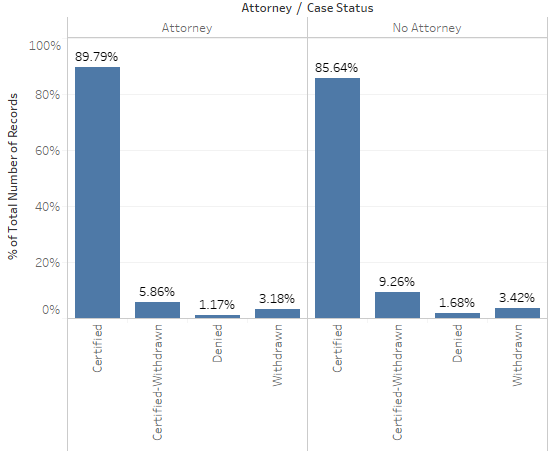 Attorney / Case Status
Attorney No Attorney
% of Total Number of Records
100%
80%
60%
40%
20%
0%
89.79%
5.86%
1.17%
3.18%
85.64%
9.26%
1.68%
3.42%
Certified
Certified-Withdrawn
Denied
Withdrawn
Certified
Certified-Withdrawn
Denied
Withdrawn